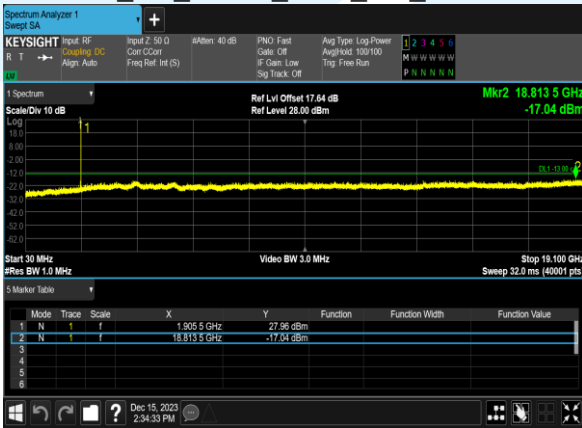 Spectrum Analyzer 1
Swept SA
+
KEYSIGHT Input: RF Input Z: 50 Ω #Atten: 40 dB PNO: Fast Avg Type: Log-Power 1 2 3 4 5 6
R T Coupling: DC Corr CCorr Gate: Off Avg|Hold: 100/100 M W W W W W
Align: Auto Freq Ref: Int (S) IF Gain: Low Trig: Free Run
LU Sig Track: Off P N N N N N
1 Spectrum Ref Lvl Offset 17.64 dB Mkr2 18.813 5 GHz
Scale/Div 10 dB Ref Level 28.00 dBm -17.04 dBm
Log
18.0 1
8.00
-2.00
-12.0 DL1 -13.00 2
-22.0
-32.0
-42.0
-52.0
-62.0
Start 30 MHz Video BW 3.0 MHz Stop 19.100 GHz
#Res BW 1.0 MHz Sweep 32.0 ms (40001 pts
5 Marker Table
Mode Trace Scale X Y Function Function Width Function Value
1 N 1 f 1.905 5 GHz 27.96 dBm
2 N 1 f 18.813 5 GHz -17.04 dBm
3
4
5
6
? Dec 15, 2023
2:34:33 PM